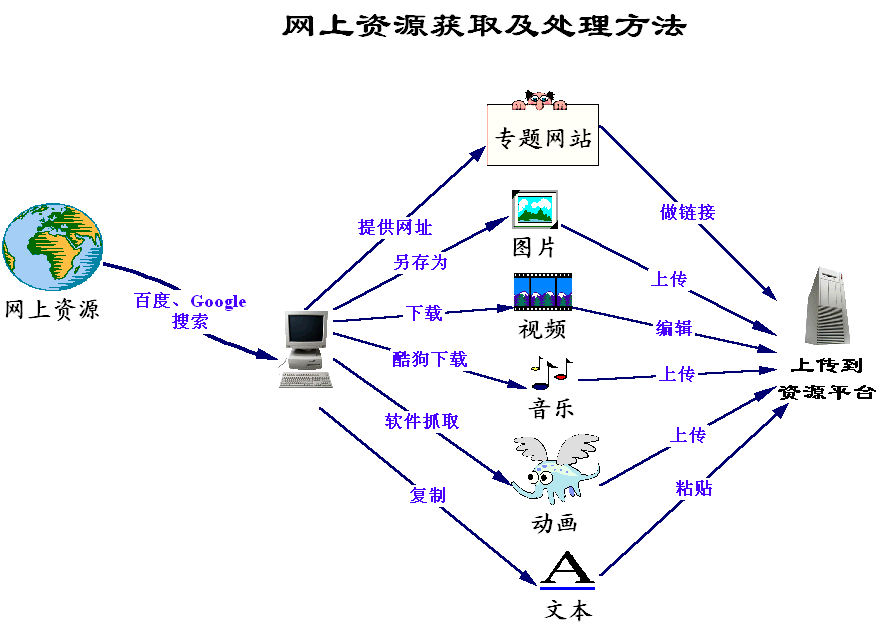 网上资源获取及处理方法
专题网站
提供网址
做链接
另存为
图片
上传
网上资源
百度、Google
搜索
下载
视频
编辑
酷狗下载
音乐
上传
上传到
资源平台
软件抓取
动画
上传
复制
粘贴
A
文本